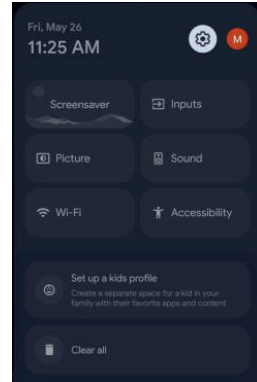 Fri, May 26
11:25 AM
M
Screensaver
Inputs
Picture
Sound
Wi-Fi
Accessibility
Set up a kids profile
Create a separate space for a kid in your
family with their favorite apps and content
Clear all